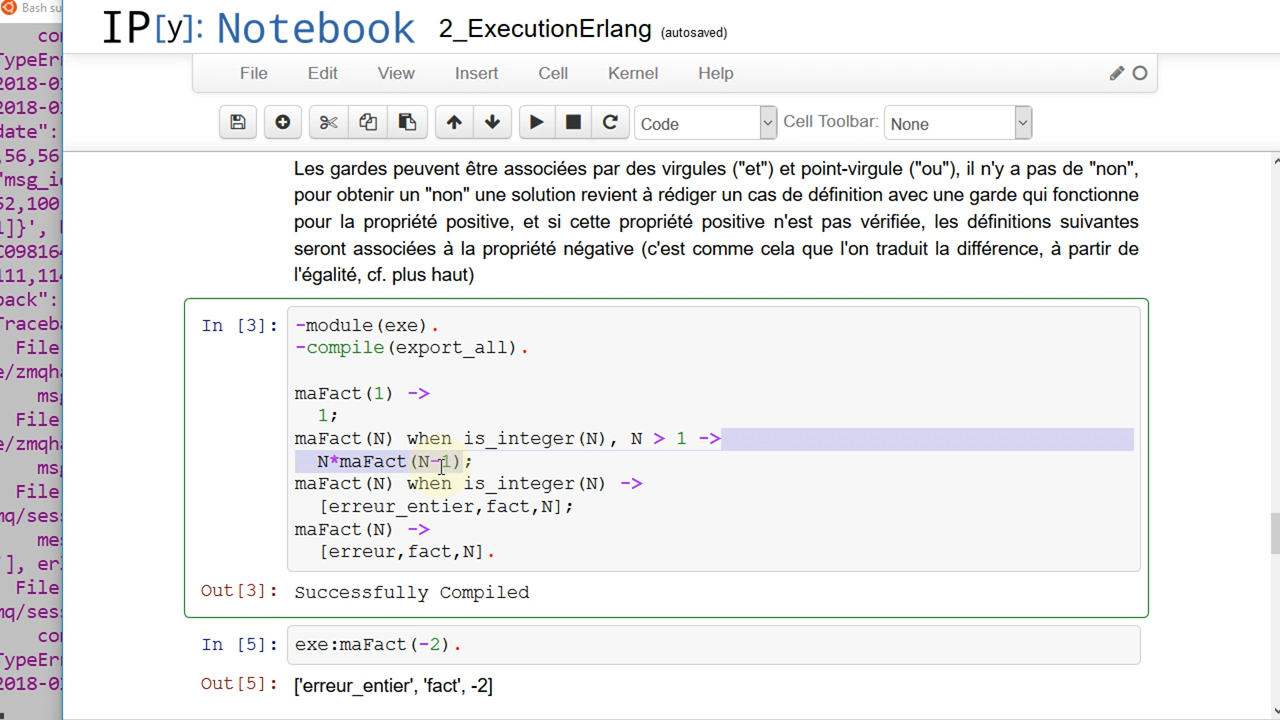 Bash su
IP[y]: Notebook 2_ExecutionErlang (autosaved)
File Edit View Insert Cell Kernel Help
Code Cell Toolbar: None
Les gardes peuvent être associées par des virgules ("et") et point-virgule ("ou"), il n'y a pas de "non",
pour obtenir un "non" une solution revient à rédiger un cas de définition avec une garde qui fonctionne
pour la propriété positive, et si cette propriété positive n'est pas vérifiée, les définitions suivantes
seront associées à la propriété négative (c'est comme cela que l'on traduit la différence, à partir de
l'égalité, cf. plus haut)
In [3]: -module(exe).
-compile(export_all).
maFact(1) ->
1;
maFact(N) when is_integer(N), N > 1 ->
N*maFact(N-1);
maFact(N) when is_integer(N) ->
[erreur_entier,fact,N];
maFact(N) ->
[erreur,fact,N].
Out[3]: Successfully Compiled
In [5]: exe:maFact(-2).
Out[5]: ['erreur_entier', 'fact', -2]